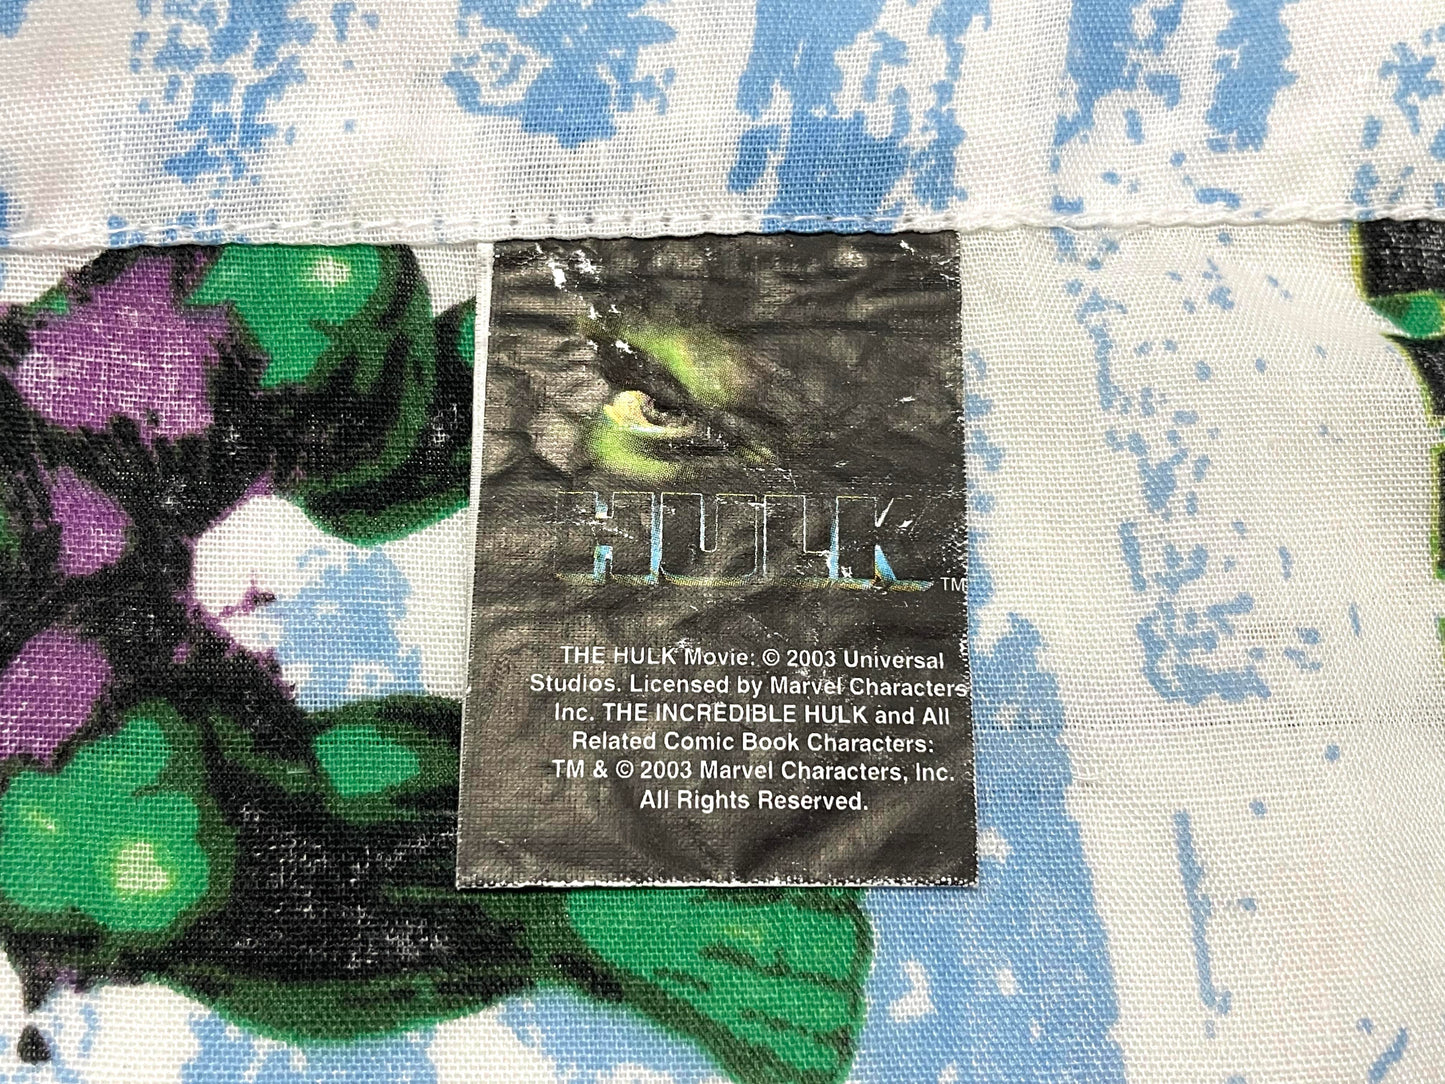 HULK ™
THE HULK Movie: © 2003 Universal
Studios. Licensed by Marvel Characters
Inc. THE INCREDIBLE HULK and All
Related Comic Book Characters:
TM & © 2003 Marvel Characters, Inc.
All Rights Reserved.